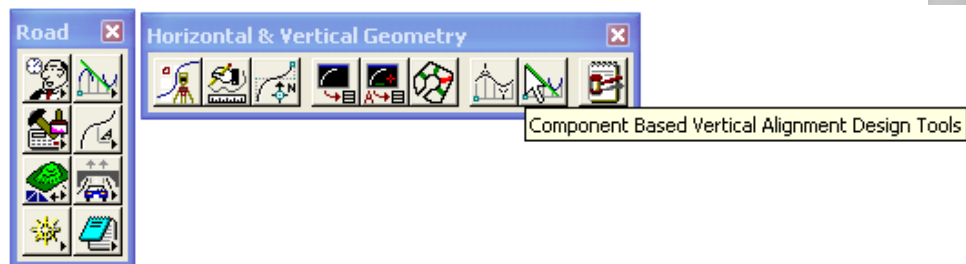 Road
Horizontal & Vertical Geometry
Component Based Vertical Alignment Design Tools